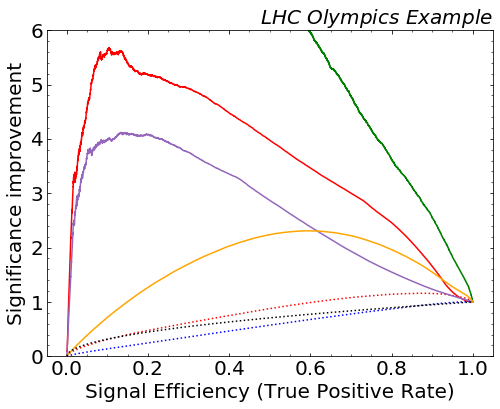 LHC Olympics Example
Significance improvement
6
5
4
3
2
1
0
0.0 0.2 0.4 0.6 0.8 1.0
Signal Efficiency (True Positive Rate)